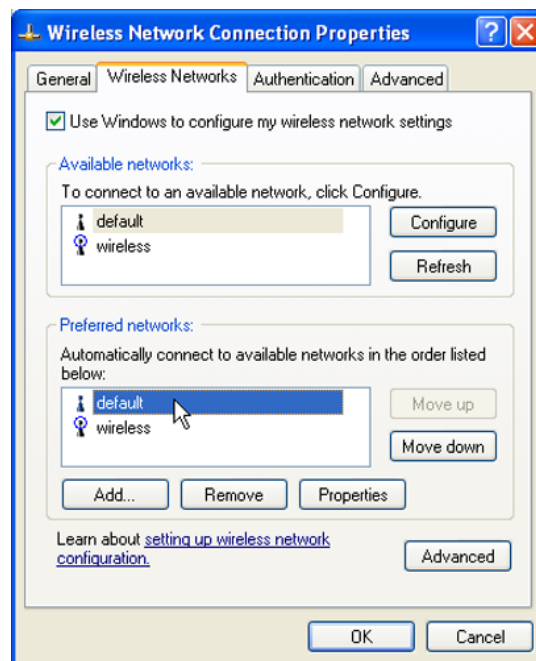 Wireless Network Connection Properties
General Wireless Networks Authentication Advanced
Use Windows to configure my wireless network settings
Available networks:
To connect to an available network, click Configure.
default
Configure
wireless
Refresh
Preferred networks:
Automatically connect to available networks in the order listed
below:
default
Move up
wireless
Move down
Add... Remove Properties
Learn about setting up wireless network
configuration.
Advanced
OK Cancel